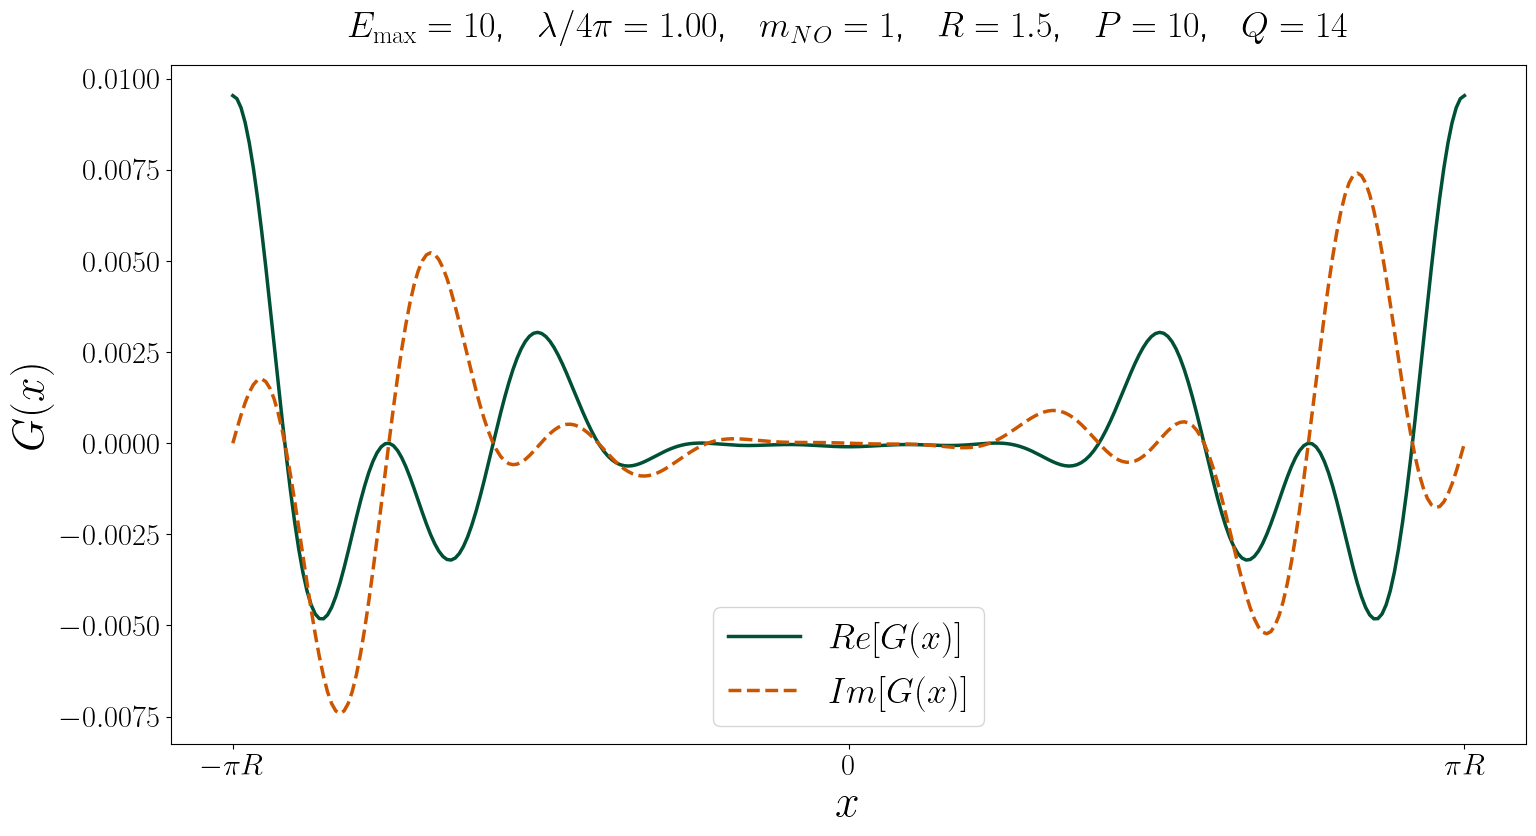 E_max = 10, λ/4π = 1.00, m_NO = 1, R = 1.5, P = 10, Q = 14
0.0100
0.0075
0.0050
0.0025
0.0000
−0.0025
−0.0050
−0.0075
G(x)
Re[G(x)]
Im[G(x)]
−πR 0 πR
x